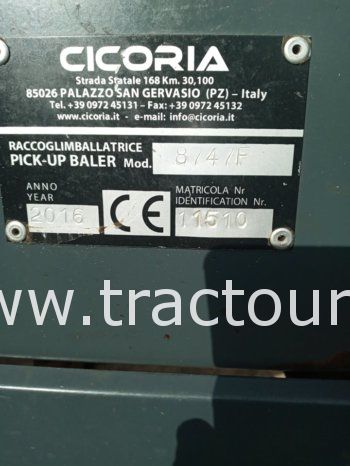 CICORIA
Strada Statale 168 Km. 30,100
85026 PALAZZO SAN GERVASIO (PZ) – Italy
Tel. +39 0972 45131 – Fax: +39 0972 45132
www.cicoria.it - e-mail: info@cicoria.it
RACCOGLIMBALLATRICE
PICK-UP BALER Mod. 8747F
ANNO
YEAR 2016
CE
MATRICOLA Nr
IDENTIFICATION Nr. 11510
www.tractour